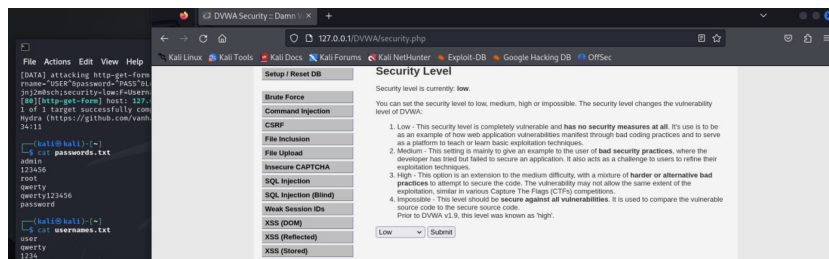 DVWA Security :: Damn V
127.0.0.1/DVWA/security.php
Kali Linux Kali Tools Kali Docs Kali Forums Kali NetHunter Exploit-DB Google Hacking DB OffSec
File Actions Edit View Help
[DATA] attacking http-get-form
rname=^USER^&password=^PASS^&L
jnj2m0sch;security=low:F=Usern
[80][http-get-form] host: 127.
1 of 1 target successfully com
Hydra (https://github.com/vanh
34:11
(kali㉿kali)-[~]
$ cat passwords.txt
admin
123456
root
qwerty
qwerty123456
password
(kali㉿kali)-[~]
$ cat usernames.txt
user
qwerty
1234
Setup / Reset DB
Brute Force
Command Injection
CSRF
File Inclusion
File Upload
Insecure CAPTCHA
SQL Injection
SQL Injection (Blind)
Weak Session IDs
XSS (DOM)
XSS (Reflected)
XSS (Stored)
Security Level
Security level is currently: low.
You can set the security level to low, medium, high or impossible. The security level changes the vulnerability
level of DVWA:
1. Low - This security level is completely vulnerable and has no security measures at all. It's use is to be
as an example of how web application vulnerabilities manifest through bad coding practices and to serve
as a platform to teach or learn basic exploitation techniques.
2. Medium - This setting is mainly to give an example to the user of bad security practices, where the
developer has tried but failed to secure an application. It also acts as a challenge to users to refine their
exploitation techniques.
3. High - This option is an extension to the medium difficulty, with a mixture of harder or alternative bad
practices to attempt to secure the code. The vulnerability may not allow the same extent of the
exploitation, similar in various Capture The Flags (CTFs) competitions.
4. Impossible - This level should be secure against all vulnerabilities. It is used to compare the vulnerable
source code to the secure source code.
Prior to DVWA v1.9, this level was known as 'high'.
Low Submit